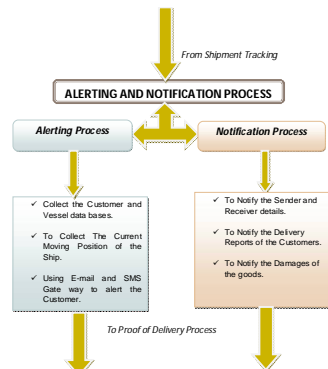 From Shipment Tracking
ALERTING AND NOTIFICATION PROCESS
Alerting Process
Notification Process
✓ Collect the Customer and
Vessel data bases.
✓ To Collect The Current
Moving Position of the
Ship.
✓ Using E-mail and SMS
Gate way to alert the
Customer.
✓ To Notify the Sender and
Receiver details.
✓ To Notify the Delivery
Reports of the Customers.
✓ To Notify the Damages of
the goods.
To Proof of Delivery Process